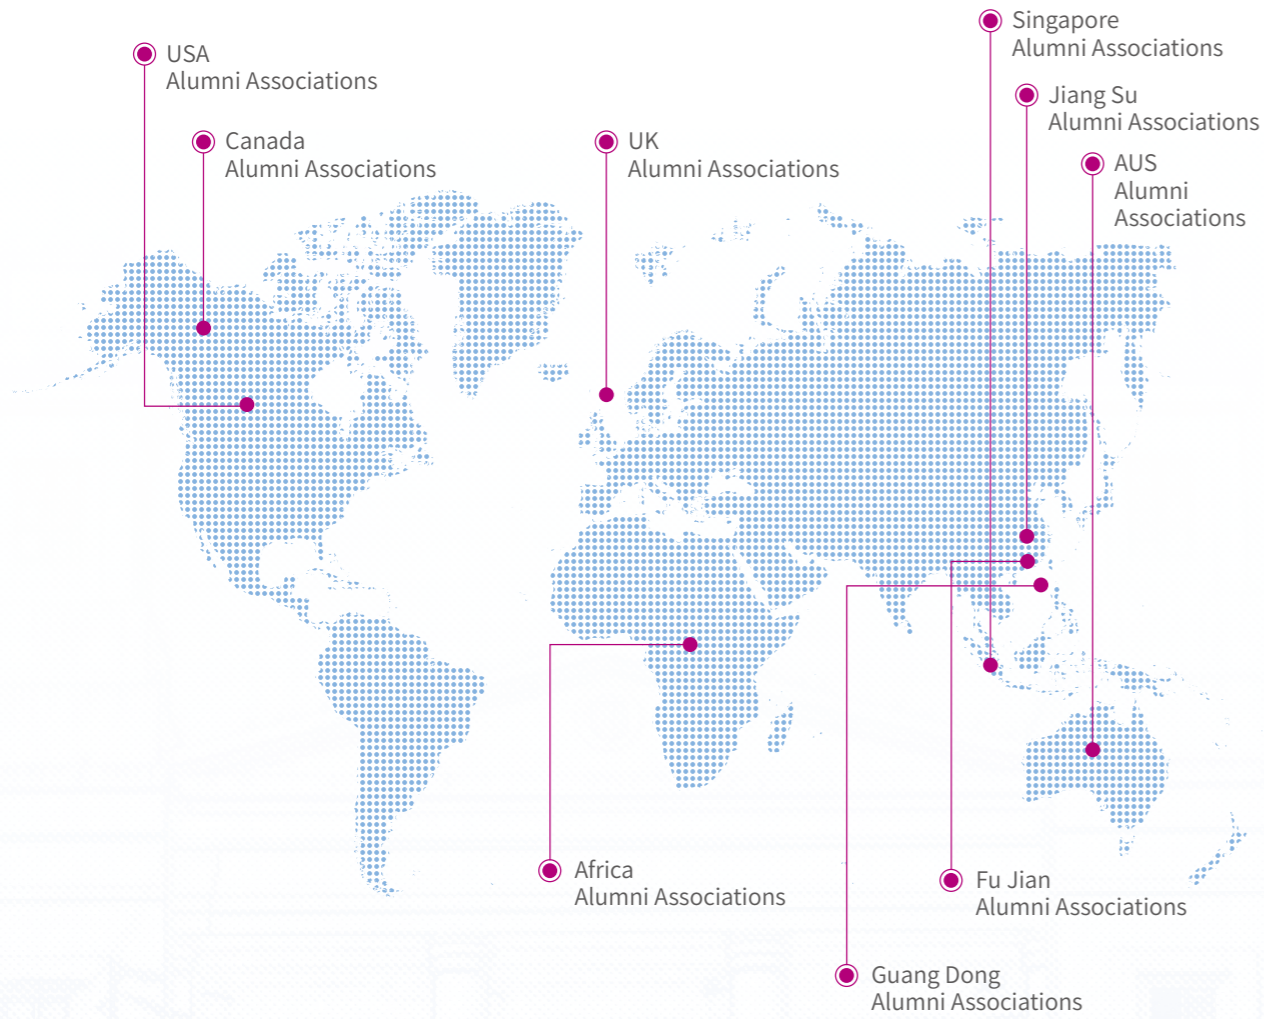 USA
Alumni Associations
Canada
Alumni Associations
UK
Alumni Associations
Singapore
Alumni Associations
Jiang Su
Alumni Associations
AUS
Alumni
Associations
Africa
Alumni Associations
Fu Jian
Alumni Associations
Guang Dong
Alumni Associations